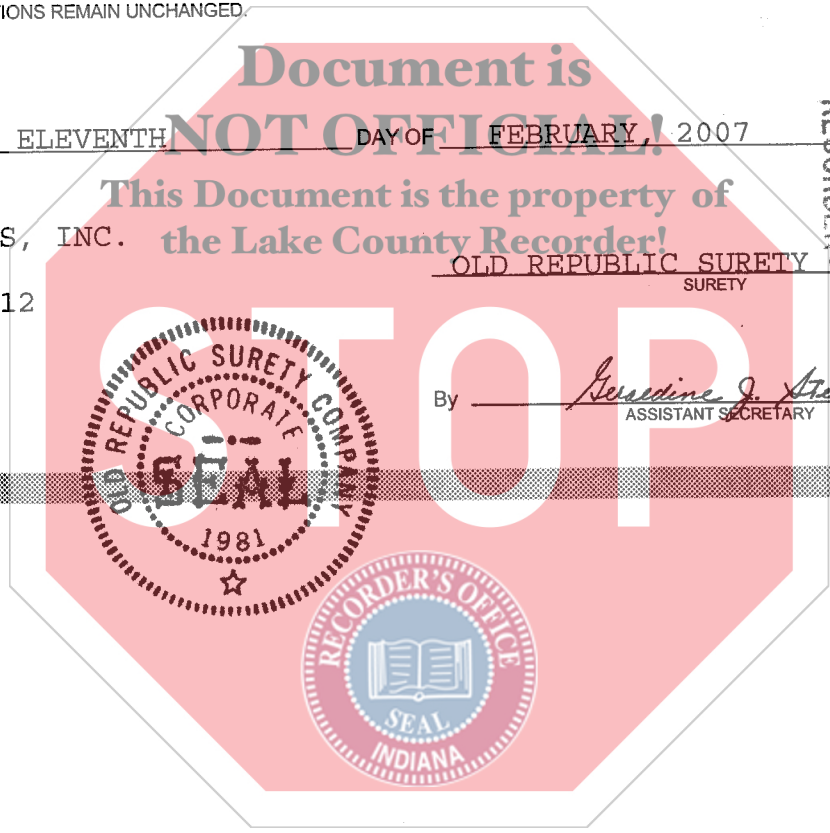 IONS REMAIN UNCHANGED.
Document is
NOT OFFICIAL!
ELEVENTH DAY OF FEBRUARY, 2007
This Document is the property of
the Lake County Recorder!
S, INC.
OLD REPUBLIC SURETY
SURETY
12
STOP
OLD REPUBLIC SURETY COMPANY
CORPORATE
SEAL
1981
By Geraldine J.
ASSISTANT SECRETARY
RECORDER'S OFFICE
SEAL
INDIANA